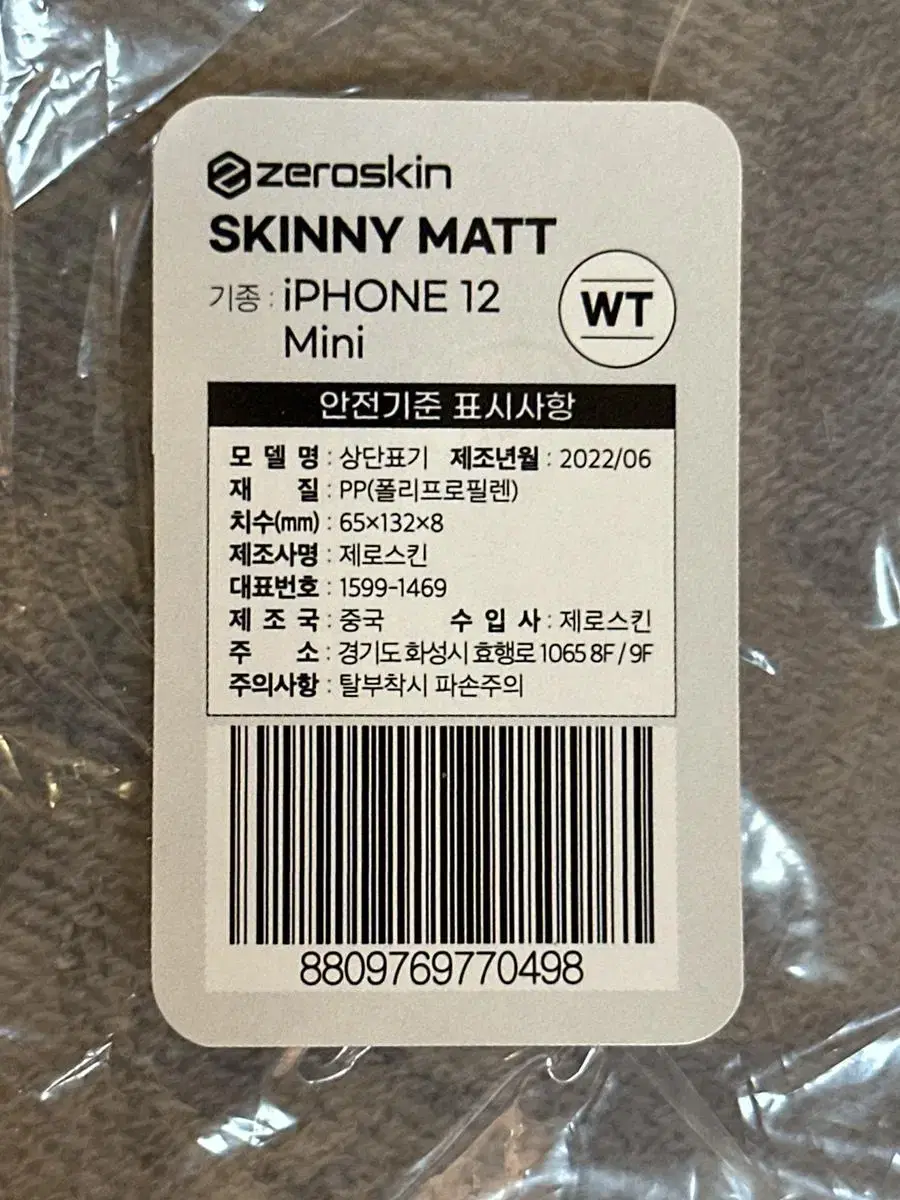 zeroskin
SKINNY MATT
기종 : iPHONE 12
Mini
WT
안전기준 표시사항
모 델 명 : 상단표기 제조년월 : 2022/06
재 질 : PP(폴리프로필렌)
치수(mm) : 65×132×8
제조사명 : 제로스킨
대표번호 : 1599-1469
제 조 국 : 중국 수 입 사 : 제로스킨
주 소 : 경기도 화성시 효행로 1065 8F / 9F
주의사항 : 탈부착시 파손주의
8809769770498